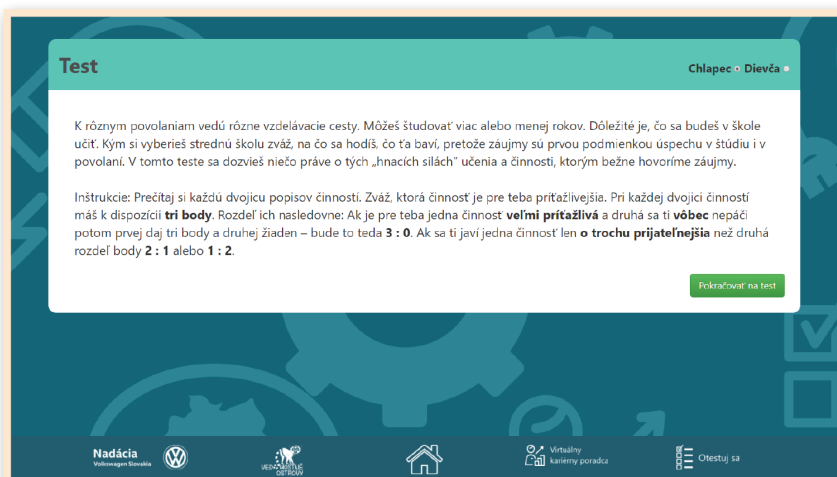 Test
Chlapec Dievča
K rôznym povolaniam vedú rôzne vzdelávacie cesty. Môžeš študovať viac alebo menej rokov. Dôležité je, čo sa budeš v škole
učiť. Kým si vyberieš strednú školu zváž, na čo sa hodíš, čo ťa baví, pretože záujmy sú prvou podmienkou úspechu v štúdiu i v
povolaní. V tomto teste sa dozvieš niečo práve o tých „hnacích silách" učenia a činnosti, ktorým bežne hovoríme záujmy.
Inštrukcie: Prečítaj si každú dvojicu popisov činností. Zváž, ktorá činnosť je pre teba príťažlivejšia. Pri každej dvojici činností
máš k dispozícii tri body. Rozdeľ ich nasledovne: Ak je pre teba jedna činnosť veľmi príťažlivá a druhá sa ti vôbec nepáči
potom prvej daj tri body a druhej žiaden – bude to teda 3 : 0. Ak sa ti javí jedna činnosť len o trochu prijateľnejšia než druhá
rozdeľ body 2 : 1 alebo 1 : 2.
Pokračovať na test
Nadácia
Volkswagen Slovakia
OSTROVY
Virtuálny
kariérny poradca
Otestuj sa